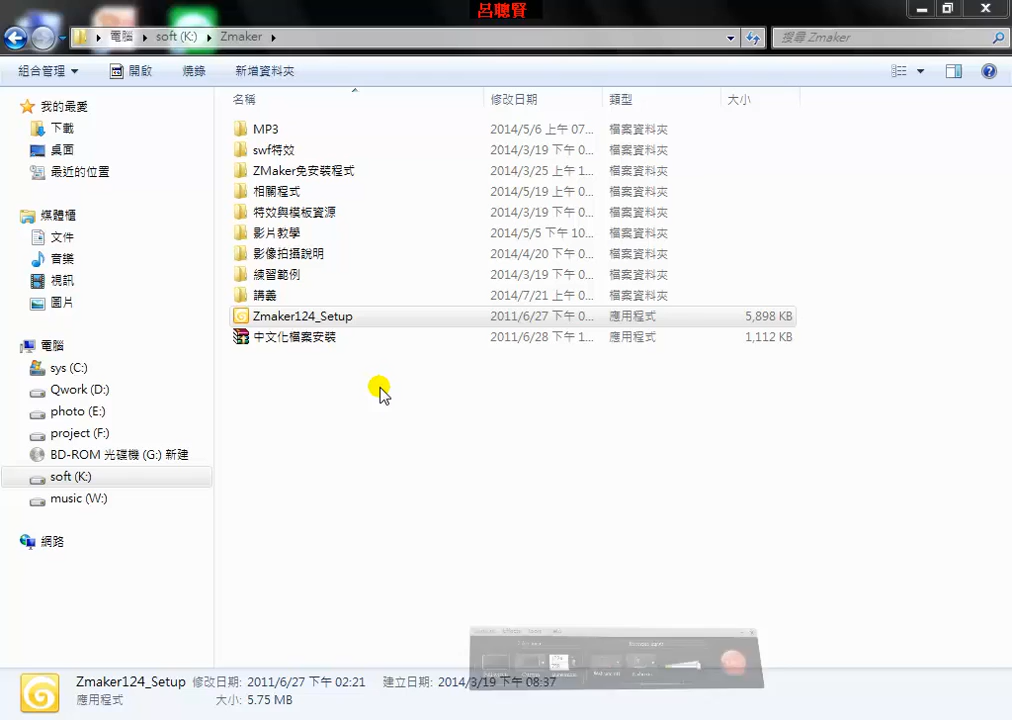 呂聰賢
電腦 soft (K:) Zmaker
搜尋 Zmaker
組合管理 開啟 燒錄 新增資料夾
名稱 修改日期 類型 大小
我的最愛
下載
桌面
最近的位置
媒體櫃
文件
音樂
視訊
圖片
電腦
sys (C:)
Qwork (D:)
photo (E:)
project (F:)
BD-ROM 光碟機 (G:) 新建
soft (K:)
music (W:)
網路
MP3 2014/5/6 上午 07... 檔案資料夾
swf特效 2014/3/19 下午 0... 檔案資料夾
ZMaker免安裝程式 2014/3/25 上午 1... 檔案資料夾
相關程式 2014/5/19 上午 0... 檔案資料夾
特效與模板資源 2014/3/19 下午 0... 檔案資料夾
影片教學 2014/5/5 下午 10... 檔案資料夾
影像拍攝說明 2014/4/20 下午 0... 檔案資料夾
練習範例 2014/3/19 下午 0... 檔案資料夾
講義 2014/7/21 上午 0... 檔案資料夾
Zmaker124_Setup 2011/6/27 下午 0... 應用程式 5,898 KB
中文化檔案安裝 2011/6/28 下午 1... 應用程式 1,112 KB
Zmaker124_Setup 修改日期: 2011/6/27 下午 02:21 建立日期: 2014/3/19 下午 08:37
應用程式 大小: 5.75 MB